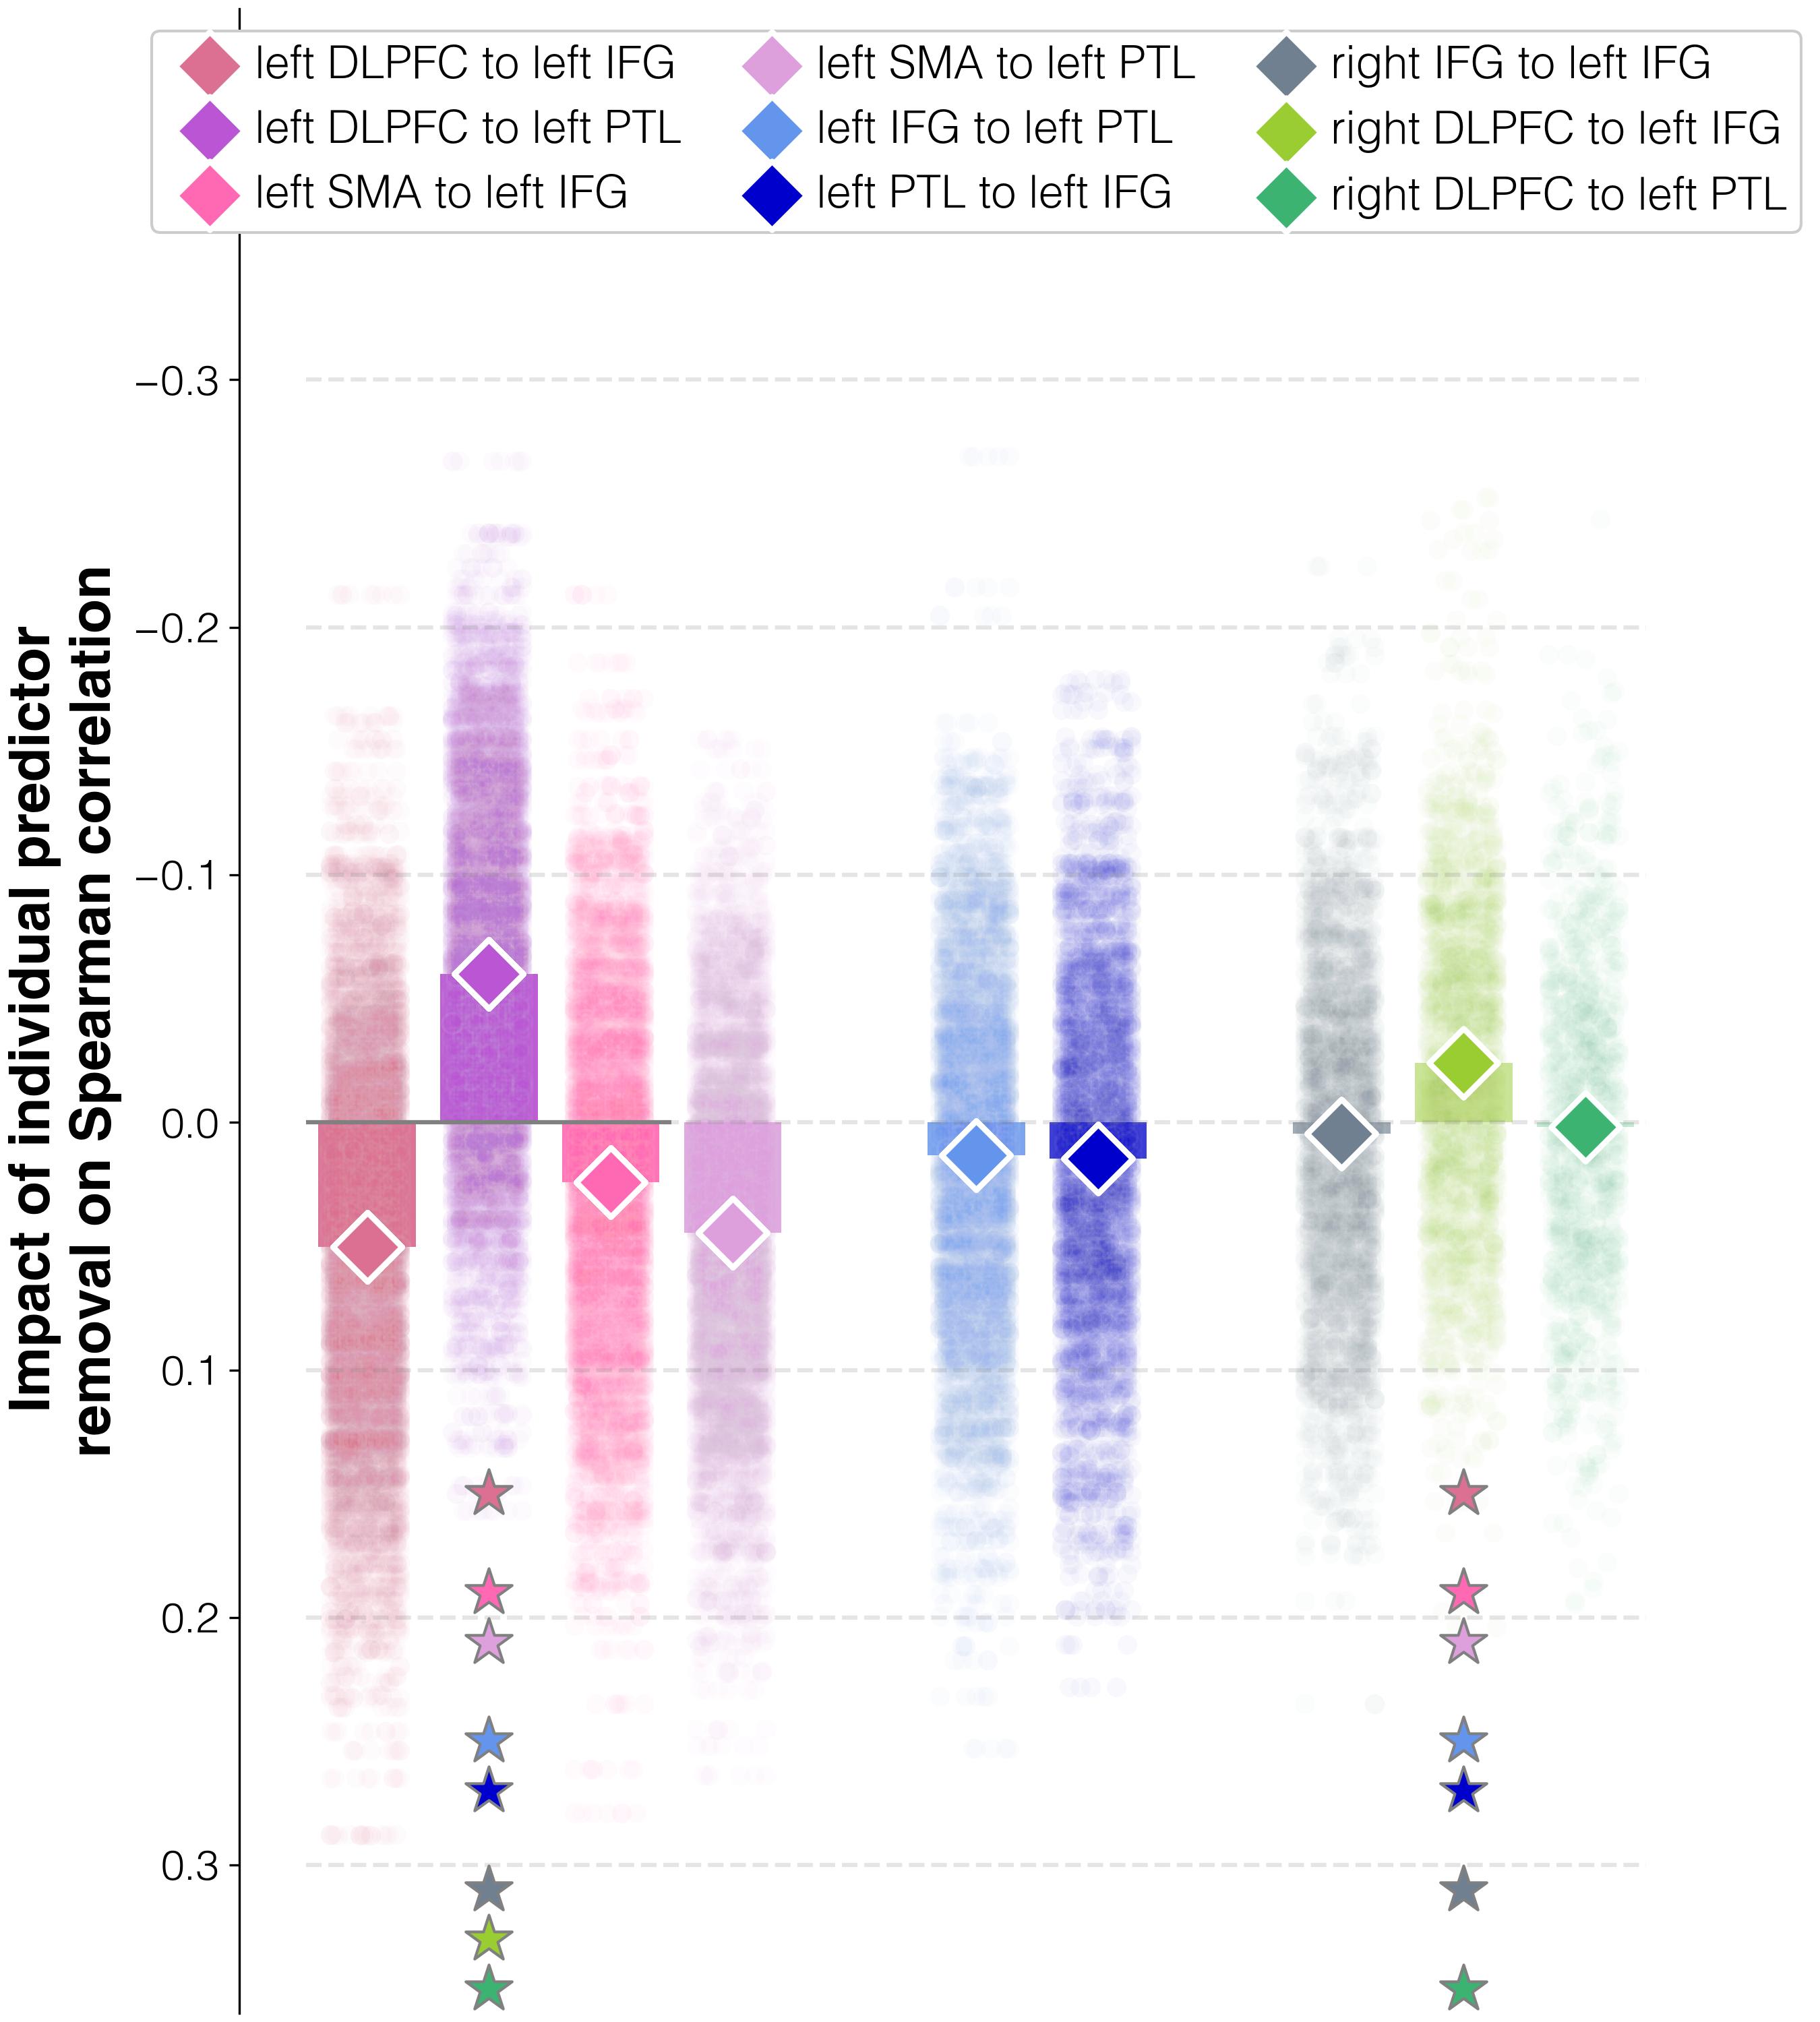 left DLPFC to left IFG
left DLPFC to left PTL
left SMA to left IFG
left SMA to left PTL
left IFG to left PTL
left PTL to left IFG
right IFG to left IFG
right DLPFC to left IFG
right DLPFC to left PTL
Impact of individual predictor
removal on Spearman correlation
−0.3
−0.2
−0.1
0.0
0.1
0.2
0.3